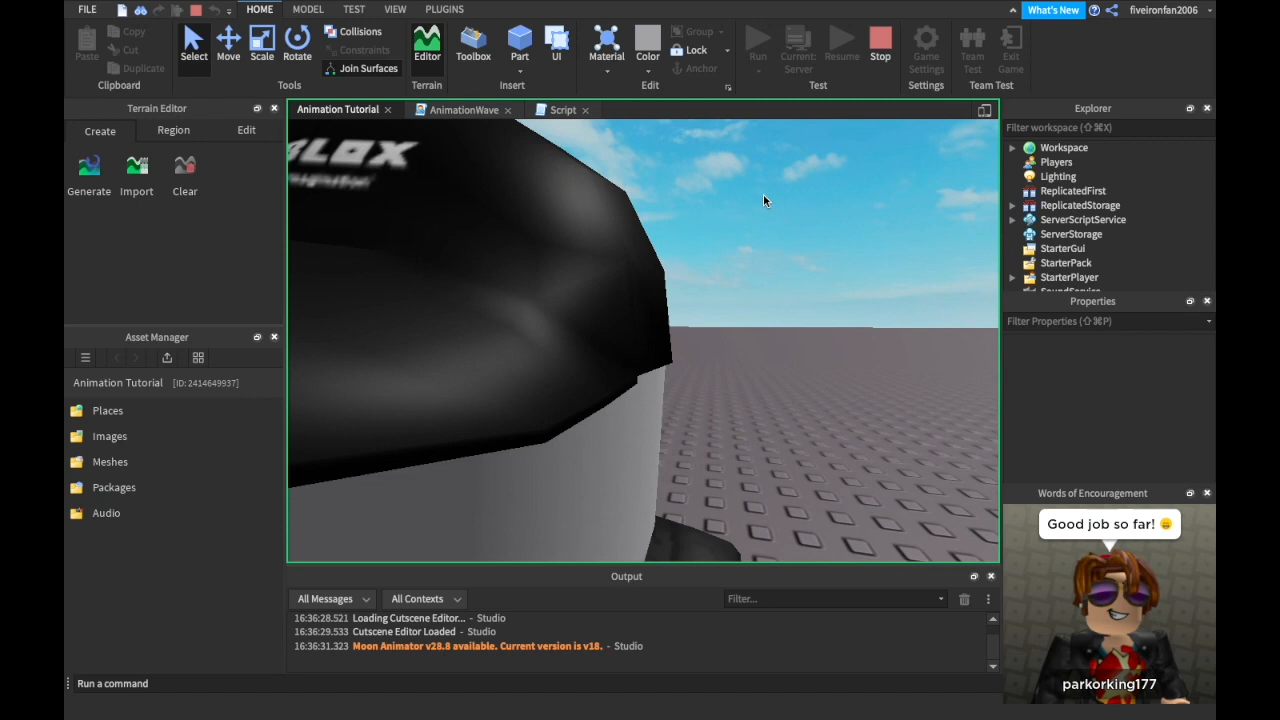 FILE HOME MODEL TEST VIEW PLUGINS What's New fiveironfan2006
Paste Copy Cut Duplicate
Select Move Scale Rotate Collisions Constraints Join Surfaces
Editor Toolbox Part UI Material Color Group Lock Anchor
Run Current: Server Resume Stop Game Settings Team Test Exit Game
Clipboard Tools Terrain Insert Edit Test Settings Team Test
Terrain Editor
Create Region Edit
Generate Import Clear
Asset Manager
Animation Tutorial [ID: 2414649937]
Places
Images
Meshes
Packages
Audio
Animation Tutorial AnimationWave Script
BLOX
Output
All Messages All Contexts Filter...
16:36:28.521 Loading Cutscene Editor... - Studio
16:36:29.533 Cutscene Editor Loaded - Studio
16:36:31.323 Moon Animator v28.8 available. Current version is v18. - Studio
Run a command
Explorer
Filter workspace (⇧⌘X)
Workspace
Players
Lighting
ReplicatedFirst
ReplicatedStorage
ServerScriptService
ServerStorage
StarterGui
StarterPack
StarterPlayer
SoundService
Properties
Filter Properties (⇧⌘P)
Words of Encouragement
Good job so far! 😄
parkorking177